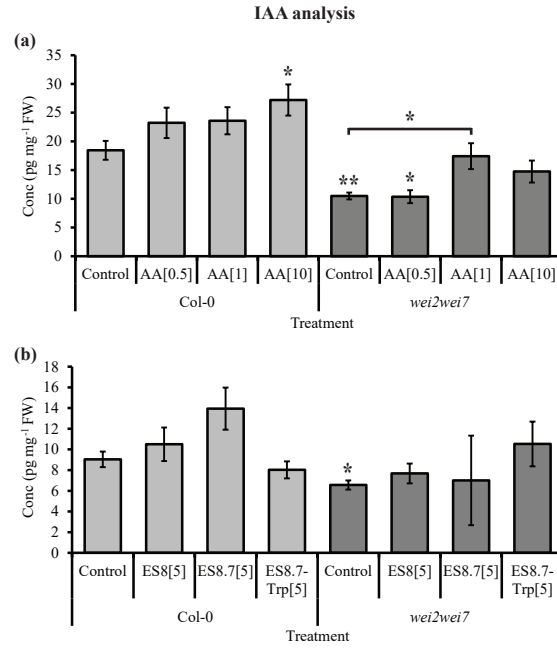 IAA analysis
(a)
Conc (pg mg⁻¹ FW)
35
30
25
20
15
10
5
0
*
*
**
*
Control AA[0.5] AA[1] AA[10] Control AA[0.5] AA[1] AA[10]
Col-0 wei2wei7
Treatment
(b)
Conc (pg mg⁻¹ FW)
18
16
14
12
10
8
6
4
2
0
*
Control ES8[5] ES8.7[5] ES8.7- Control ES8[5] ES8.7[5] ES8.7-
Trp[5] Trp[5]
Col-0 wei2wei7
Treatment